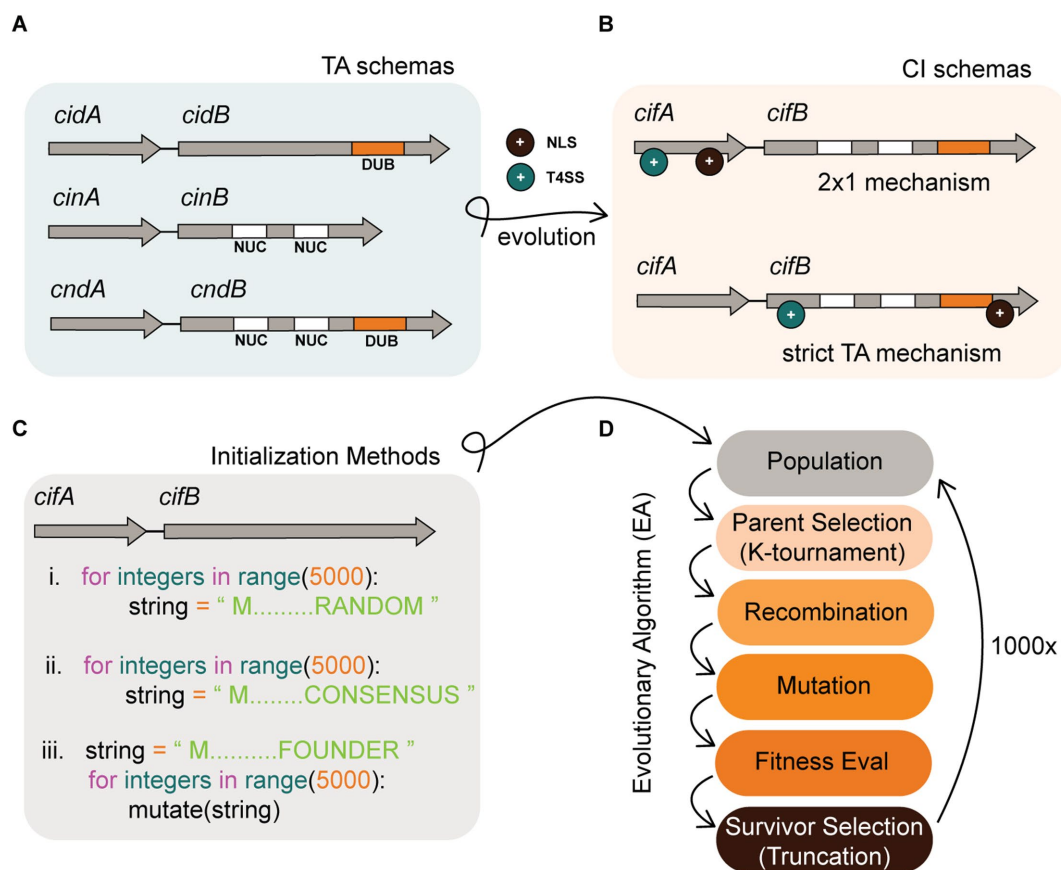 A
TA schemas
cidA cidB
DUB
cinA cinB
NUC NUC
cndA cndB
NUC NUC DUB
+ NLS
+ T4SS
evolution
B
CI schemas
cifA cifB
+ +
2x1 mechanism
cifA cifB
+ +
strict TA mechanism
C
Initialization Methods
cifA cifB
i. for integers in range(5000):
string = “ M.........RANDOM ”
ii. for integers in range(5000):
string = “ M........CONSENSUS ”
iii. string = “ M..........FOUNDER ”
for integers in range(5000):
mutate(string)
D
Evolutionary Algorithm (EA)
Population
Parent Selection
(K-tournament)
Recombination
Mutation
Fitness Eval
Survivor Selection
(Truncation)
1000x